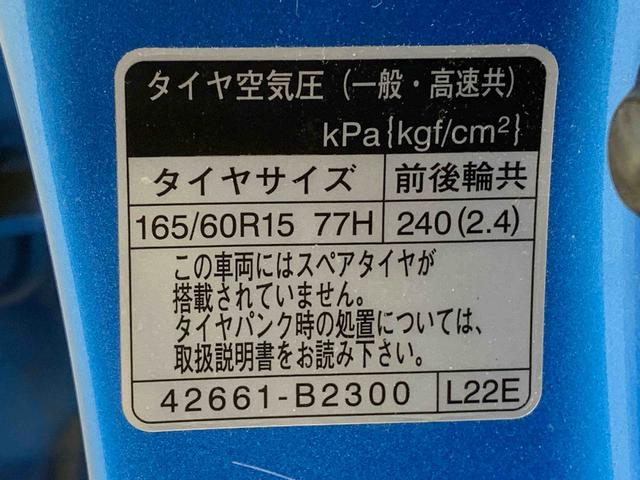 タイヤ空気圧（一般・高速共）
kPa{kgf/cm²}
タイヤサイズ 前後輪共
165/60R15 77H 240(2.4)
この車両にはスペアタイヤが
搭載されていません。
タイヤパンク時の処置については、
取扱説明書をお読み下さい。
42661-B2300 L22E